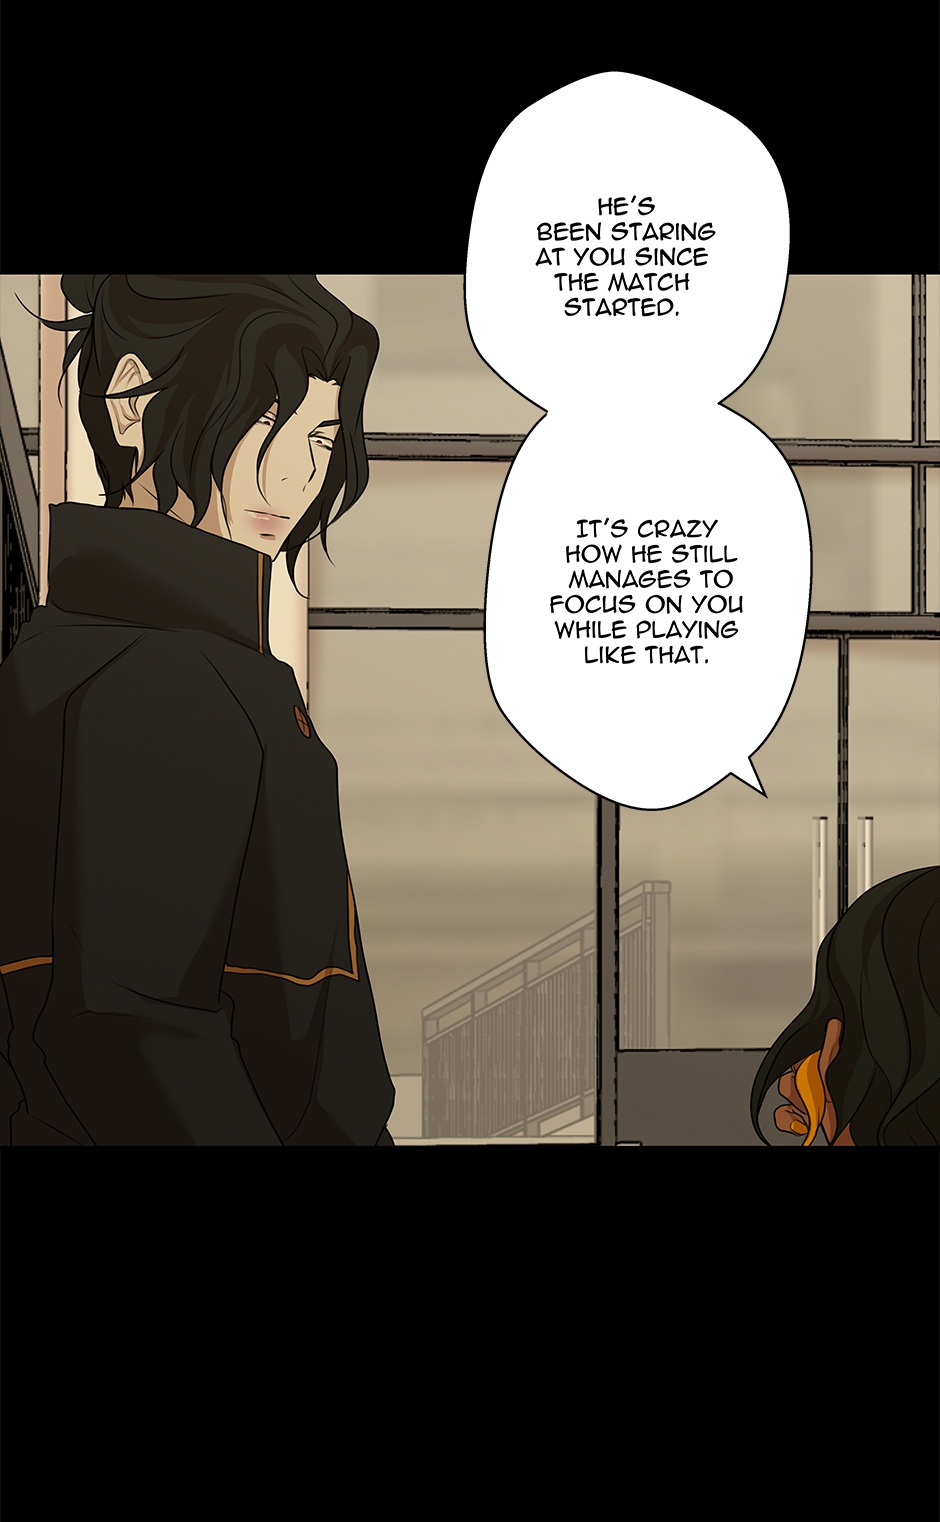 HE'S
BEEN STARING
AT YOU SINCE
THE MATCH
STARTED.
IT'S CRAZY
HOW HE STILL
MANAGES TO
FOCUS ON YOU
WHILE PLAYING
LIKE THAT.